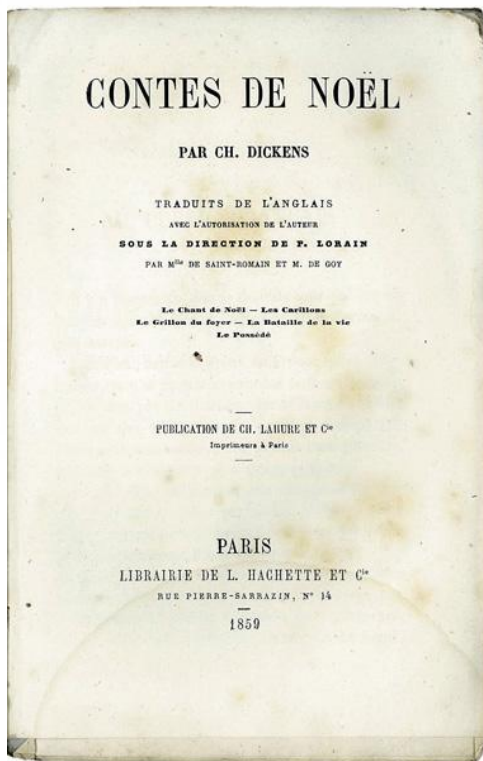 CONTES DE NOËL
PAR CH. DICKENS
TRADUITS DE L'ANGLAIS
AVEC L'AUTORISATION DE L'AUTEUR
SOUS LA DIRECTION DE P. LORAIN
PAR Mlle DE SAINT-ROMAIN ET M. DE GOY
Le Chant de Noël — Les Carillons
Le Grillon du foyer — La Bataille de la vie
Le Possédé
PUBLICATION DE CH. LAHURE ET Cie
Imprimeurs à Paris
PARIS
LIBRAIRIE DE L. HACHETTE ET Cie
RUE PIERRE-SARRAZIN, N° 14
1859